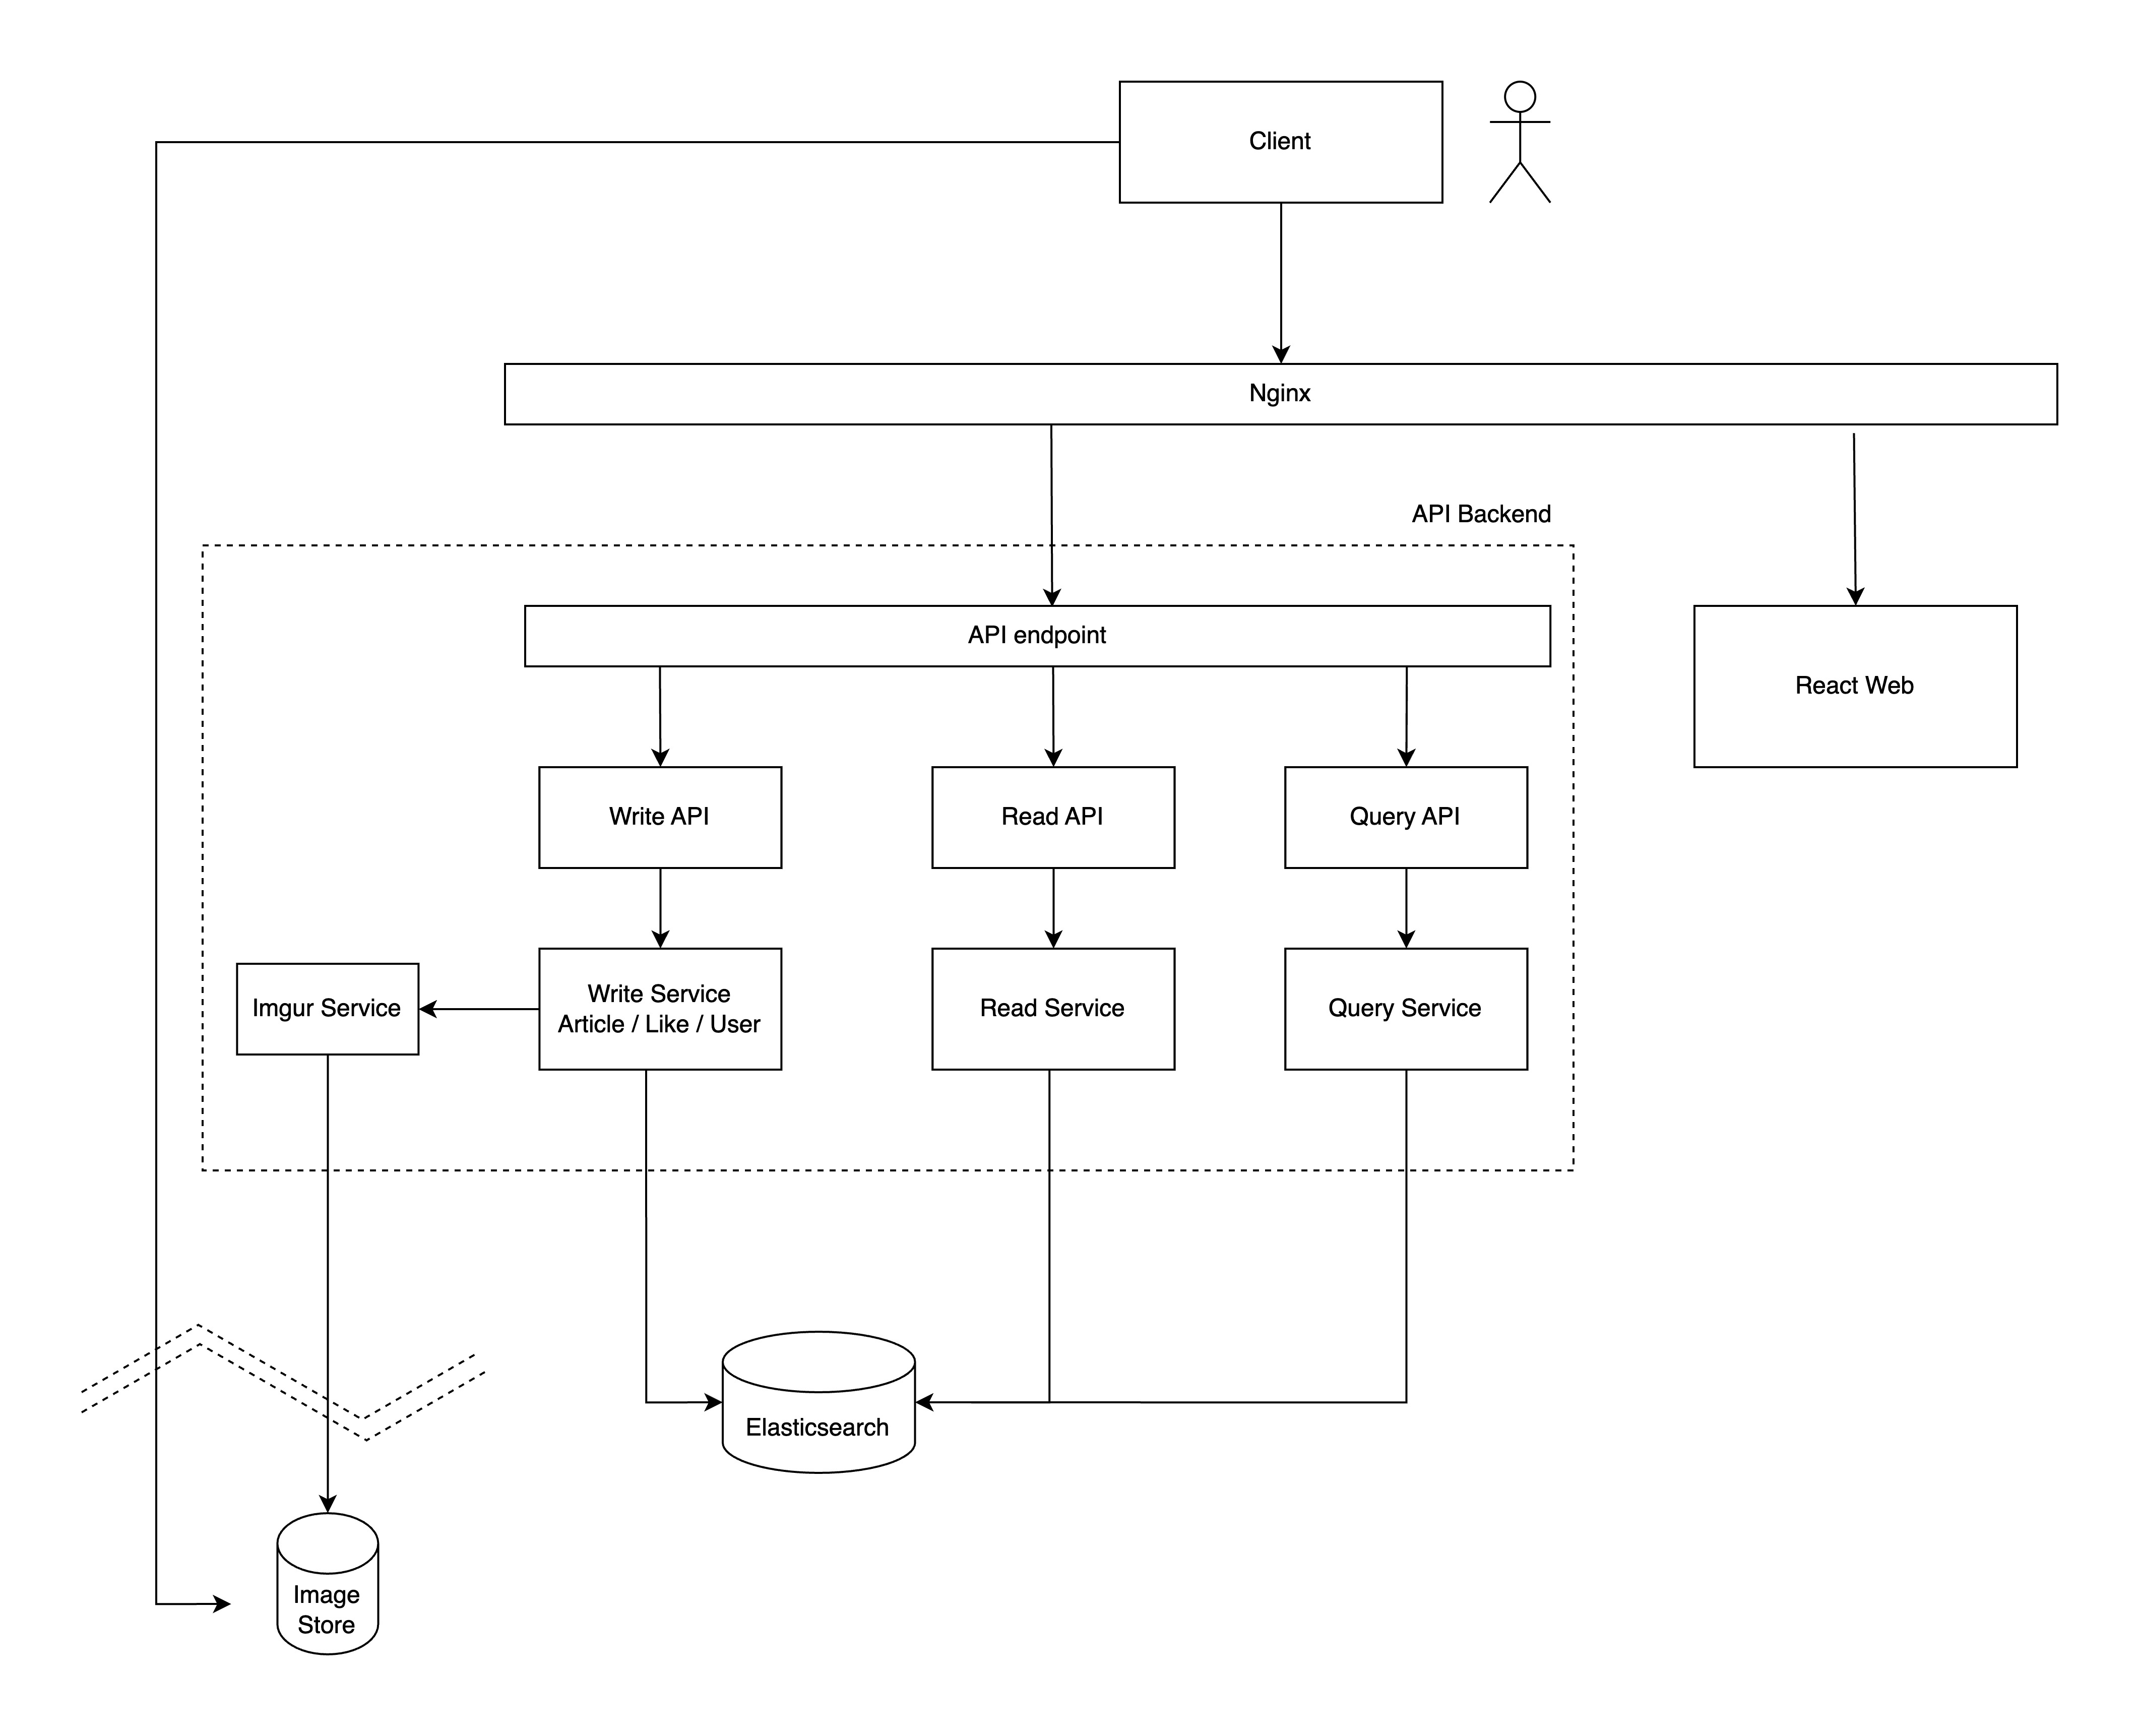 Client
Nginx
API Backend
API endpoint
React Web
Write API
Read API
Query API
Imgur Service
Write Service
Article / Like / User
Read Service
Query Service
Elasticsearch
Image
Store